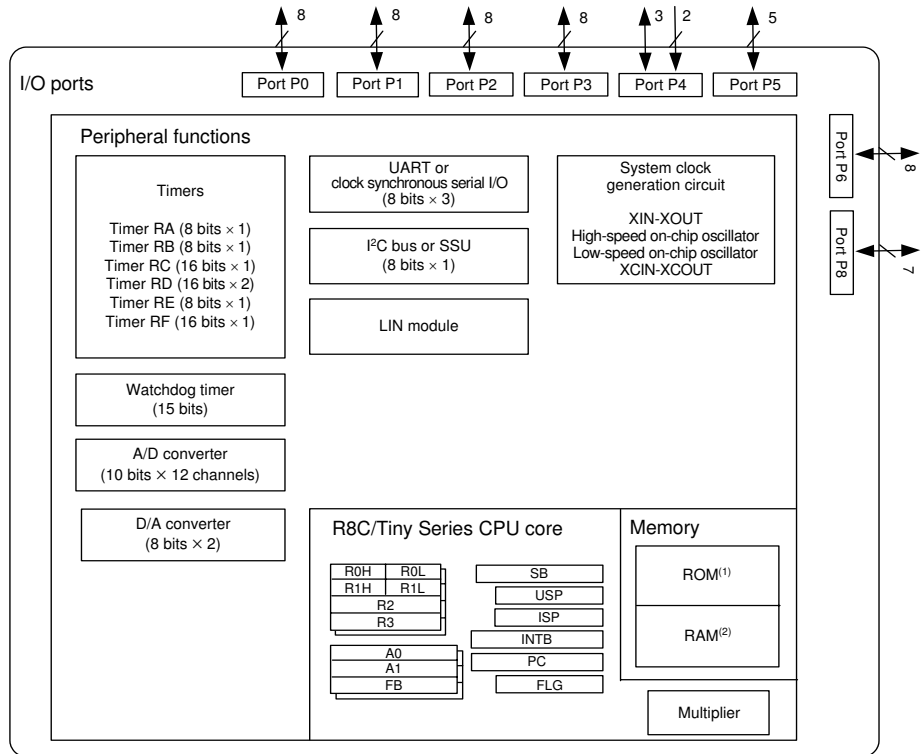 8 8 8 8 3 2 5
I/O ports
Port P0 Port P1 Port P2 Port P3 Port P4 Port P5
Peripheral functions
Timers
Timer RA (8 bits × 1)
Timer RB (8 bits × 1)
Timer RC (16 bits × 1)
Timer RD (16 bits × 2)
Timer RE (8 bits × 1)
Timer RF (16 bits × 1)
UART or
clock synchronous serial I/O
(8 bits × 3)
I²C bus or SSU
(8 bits × 1)
LIN module
System clock
generation circuit
XIN-XOUT
High-speed on-chip oscillator
Low-speed on-chip oscillator
XCIN-XCOUT
Port P6
8
Port P8
7
Watchdog timer
(15 bits)
A/D converter
(10 bits × 12 channels)
D/A converter
(8 bits × 2)
R8C/Tiny Series CPU core
R0H R0L
R1H R1L
R2
R3
A0
A1
FB
SB
USP
ISP
INTB
PC
FLG
Memory
ROM(1)
RAM(2)
Multiplier